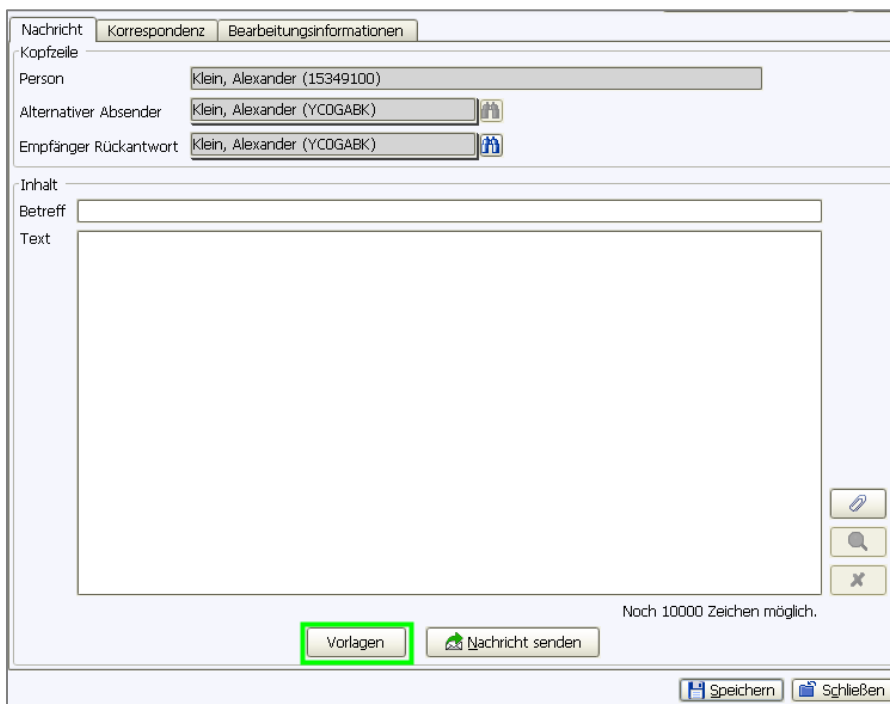 Nachricht Korrespondenz Bearbeitungsinformationen
Kopfzeile
Person Klein, Alexander (15349100)
Alternativer Absender Klein, Alexander (YC0GABK)
Empfänger Rückantwort Klein, Alexander (YC0GABK)
Inhalt
Betreff
Text
Noch 10000 Zeichen möglich.
Vorlagen Nachricht senden
Speichern Schließen